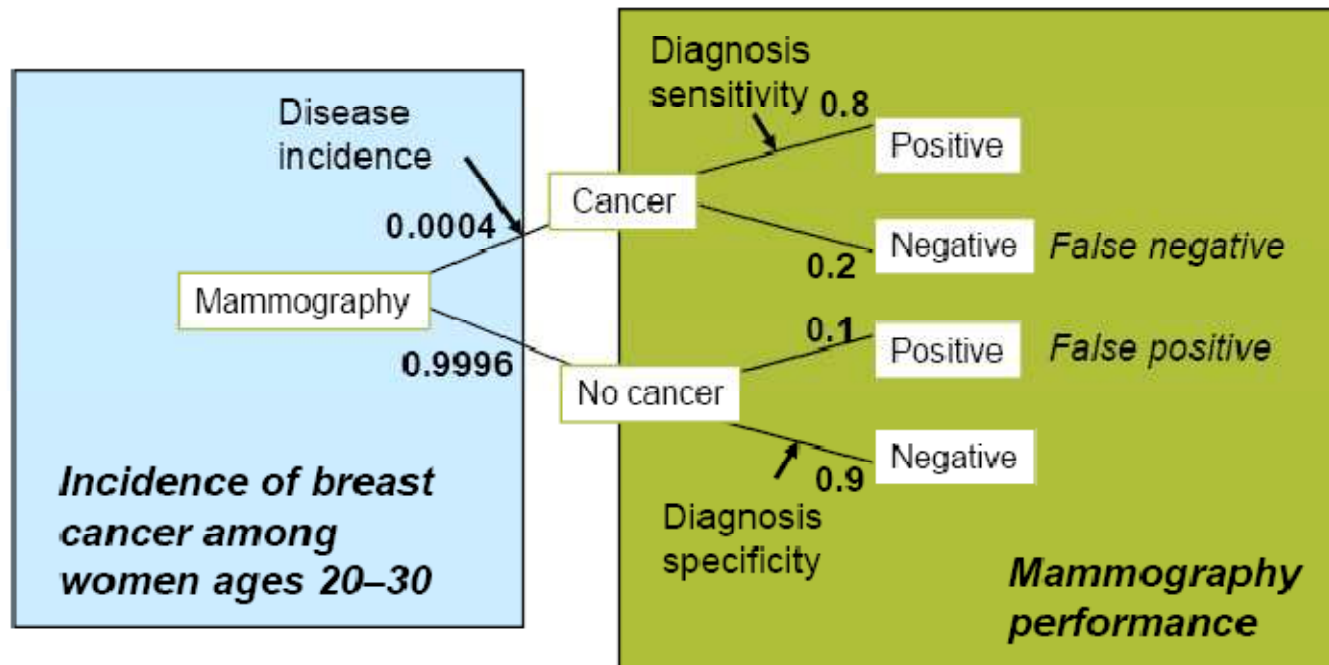 Disease
incidence
0.0004
Mammography
0.9996
Incidence of breast
cancer among
women ages 20–30
Diagnosis
sensitivity
0.8
Positive
Cancer
Negative
False negative
0.2
0.1
Positive
False positive
No cancer
Negative
0.9
Diagnosis
specificity
Mammography
performance